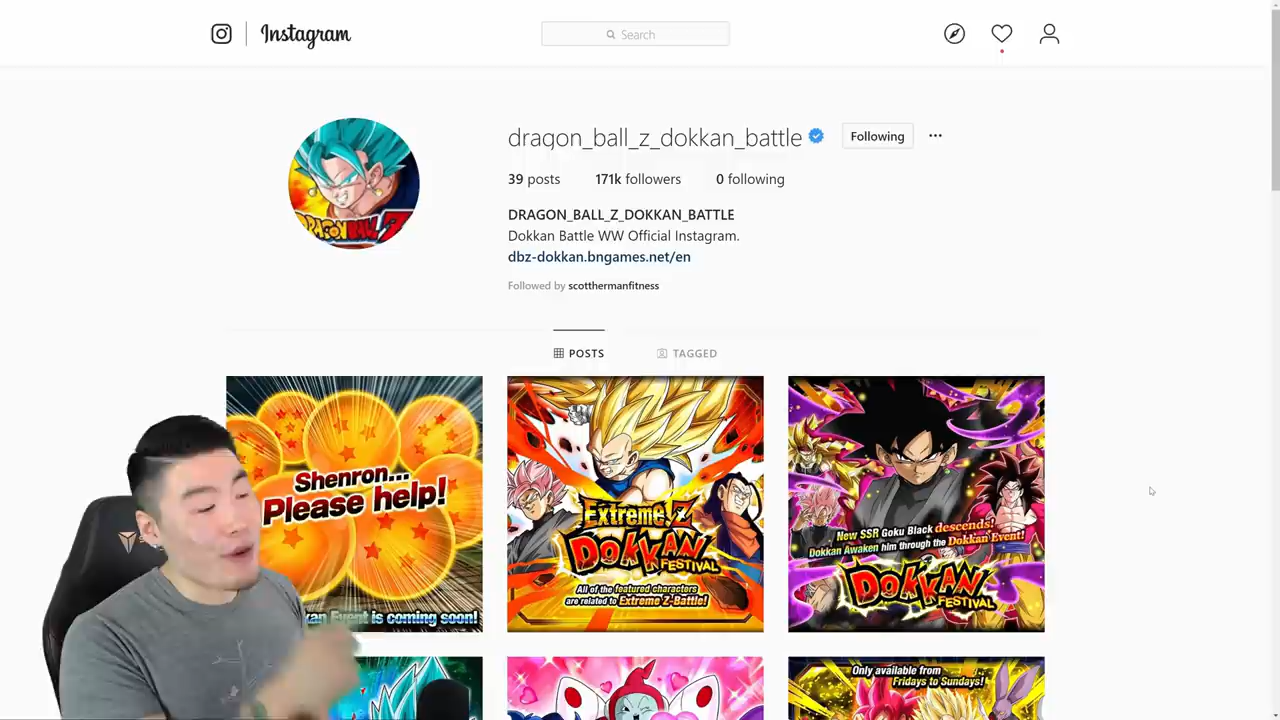 Instagram
Search
dragon_ball_z_dokkan_battle
Following
39 posts 171k followers 0 following
DRAGON_BALL_Z_DOKKAN_BATTLE
Dokkan Battle WW Official Instagram.
dbz-dokkan.bngames.net/en
Followed by scotthermanfitness
POSTS
TAGGED
Shenron...
Please help!
Event is coming soon!
Extreme Z
DOKKAN
FESTIVAL
All of the featured characters
are related to Extreme Z-Battle!
New SSR Goku Black descends!
Dokkan Awaken him through the Dokkan Event!
DOKKAN
FESTIVAL
Only available from
Fridays to Sundays!